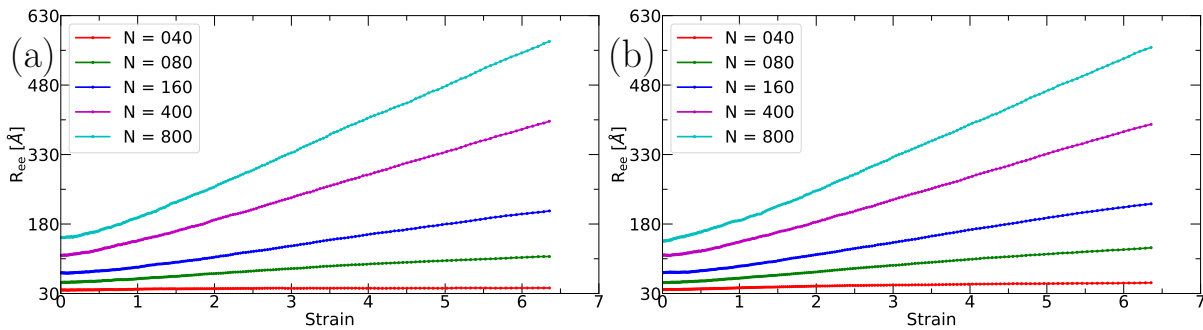 (a)
R_ee [Å]
630
480
330
180
30
N = 040
N = 080
N = 160
N = 400
N = 800
0 1 2 3 4 5 6 7
Strain
(b)
R_ee [Å]
630
480
330
180
30
N = 040
N = 080
N = 160
N = 400
N = 800
0 1 2 3 4 5 6 7
Strain